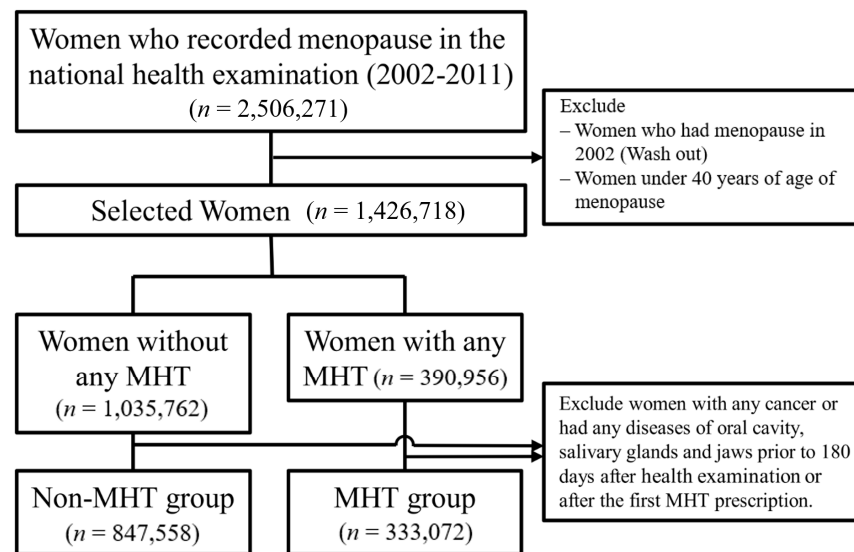 Women who recorded menopause in the
national health examination (2002-2011)
(n = 2,506,271)
Exclude
– Women who had menopause in
2002 (Wash out)
– Women under 40 years of age of
menopause
Selected Women (n = 1,426,718)
Women without
any MHT
(n = 1,035,762)
Women with any
MHT (n = 390,956)
Exclude women with any cancer or
had any diseases of oral cavity,
salivary glands and jaws prior to 180
days after health examination or
after the first MHT prescription.
Non-MHT group
(n = 847,558)
MHT group
(n = 333,072)